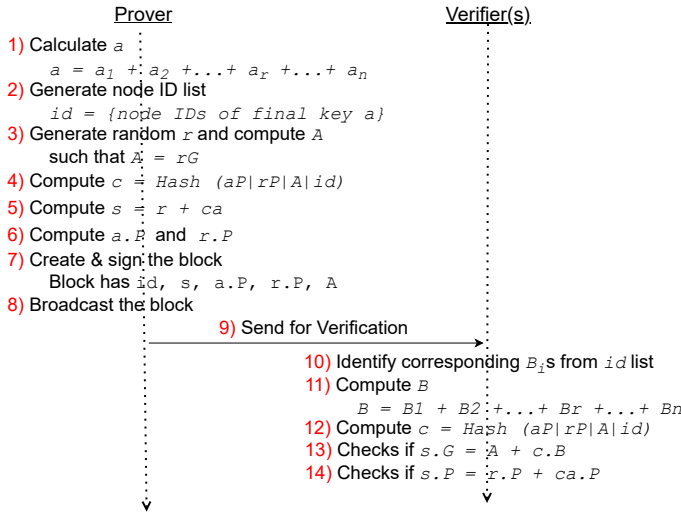 Prover
Verifier(s)
1) Calculate a
a = a1 + a2 +...+ ar +...+ an
2) Generate node ID list
id = {node IDs of final key a}
3) Generate random r and compute A
such that A = rG
4) Compute c = Hash (aP|rP|A|id)
5) Compute s = r + ca
6) Compute a.P and r.P
7) Create & sign the block
Block has id, s, a.P, r.P, A
8) Broadcast the block
9) Send for Verification
10) Identify corresponding Bis from id list
11) Compute B
B = B1 + B2 +...+ Br +...+ Bn
12) Compute c = Hash (aP|rP|A|id)
13) Checks if s.G = A + c.B
14) Checks if s.P = r.P + ca.P